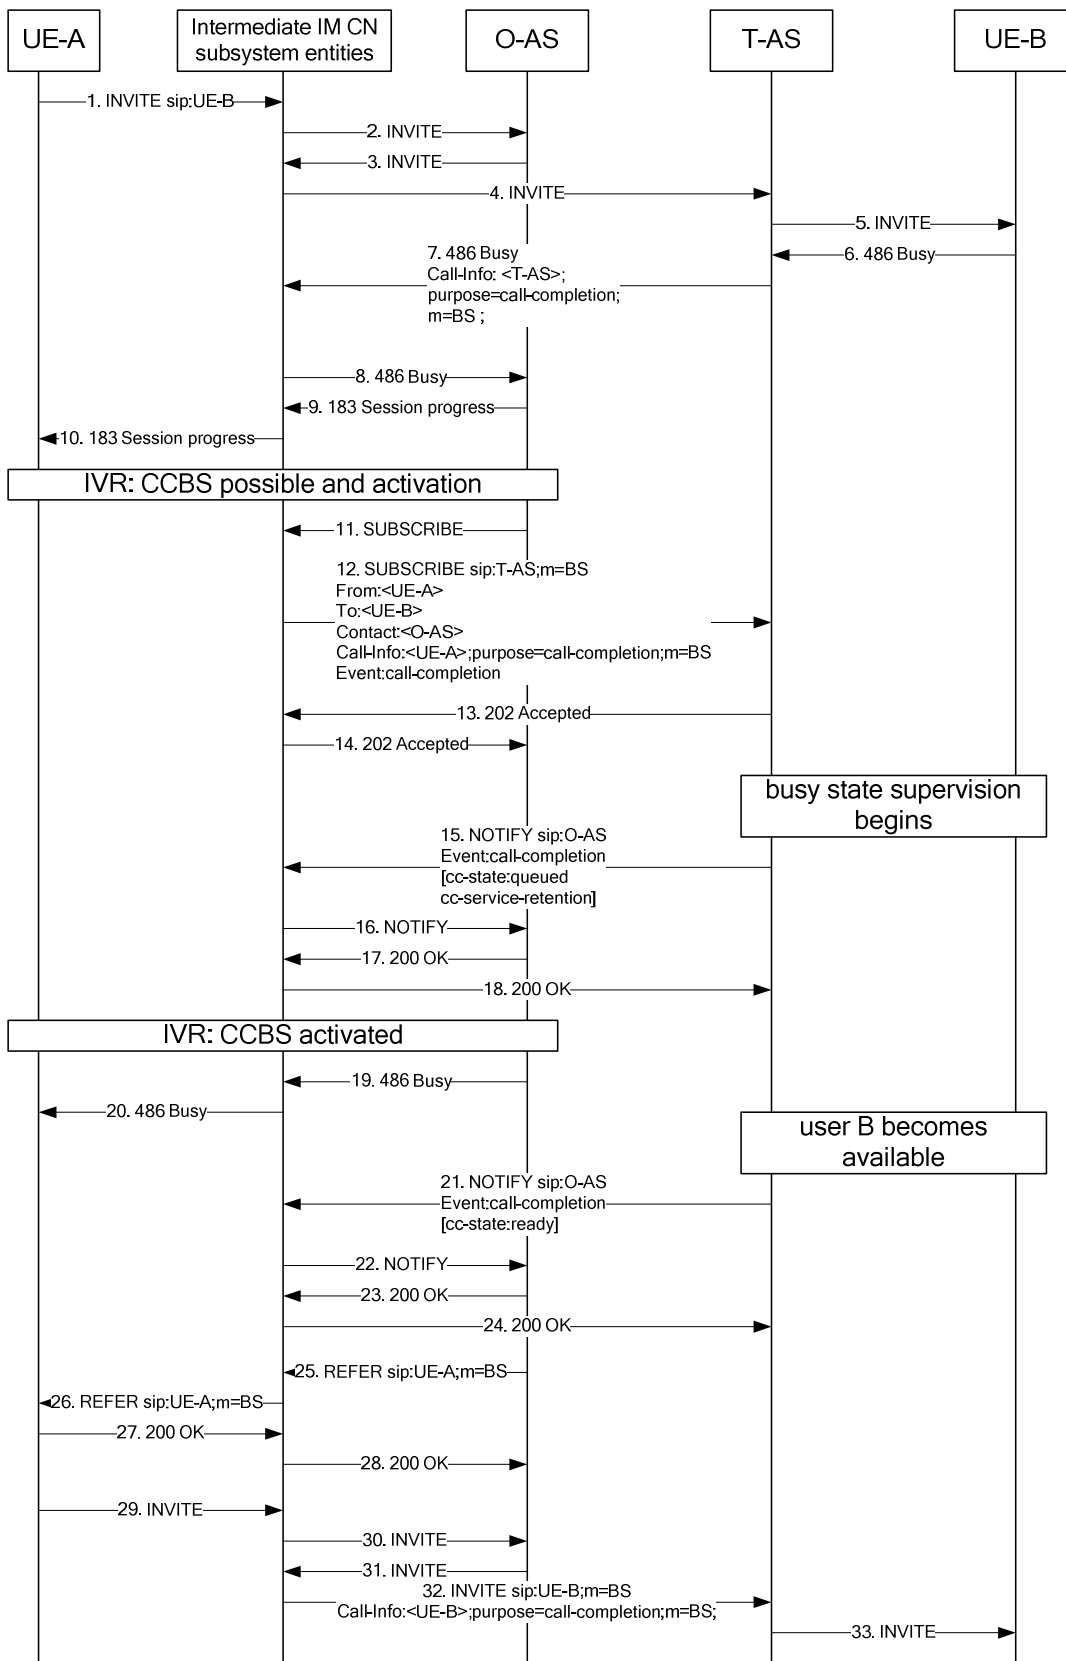 UE-A
Intermediate IM CN
subsystem entities
O-AS
T-AS
UE-B
1. INVITE sip:UE-B
2. INVITE
3. INVITE
4. INVITE
5. INVITE
6. 486 Busy
7. 486 Busy
Call-Info: <T-AS>;
purpose=call-completion;
m=BS ;
8. 486 Busy
9. 183 Session progress
10. 183 Session progress
IVR: CCBS possible and activation
11. SUBSCRIBE
12. SUBSCRIBE sip:T-AS;m=BS
From:<UE-A>
To:<UE-B>
Contact:<O-AS>
Call-Info:<UE-A>;purpose=call-completion;m=BS
Event:call-completion
13. 202 Accepted
14. 202 Accepted
busy state supervision
begins
15. NOTIFY sip:O-AS
Event:call-completion
[cc-state:queued
cc-service-retention]
16. NOTIFY
17. 200 OK
18. 200 OK
IVR: CCBS activated
19. 486 Busy
20. 486 Busy
user B becomes
available
21. NOTIFY sip:O-AS
Event:call-completion
[cc-state:ready]
22. NOTIFY
23. 200 OK
24. 200 OK
25. REFER sip:UE-A;m=BS
26. REFER sip:UE-A;m=BS
27. 200 OK
28. 200 OK
29. INVITE
30. INVITE
31. INVITE
32. INVITE sip:UE-B;m=BS
Call-Info:<UE-B>;purpose=call-completion;m=BS;
33. INVITE